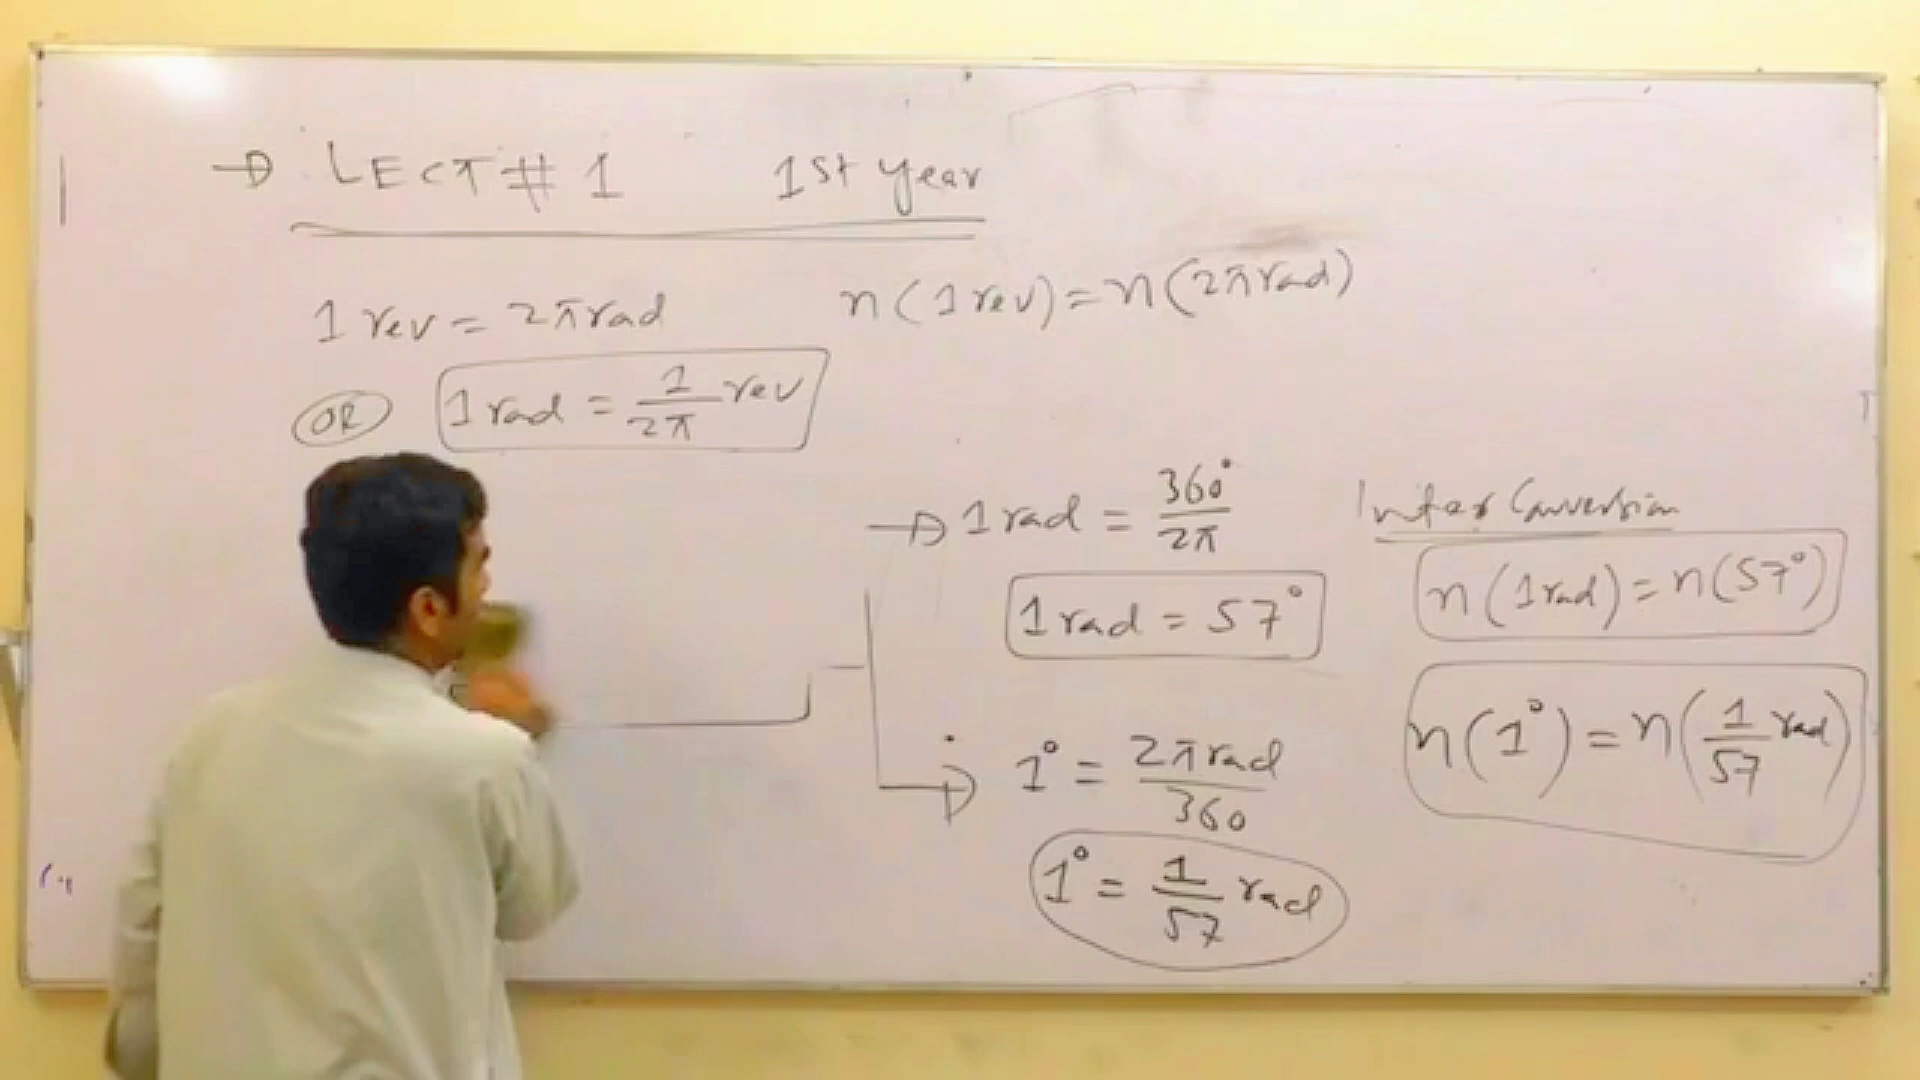 LECT # 1 1st year
1 rev = 2π rad
n(1 rev) = n(2π rad)
OR 1 rad = 1/2π rev
→ 1 rad = 360°/2π
1 rad = 57°
1° = 2π rad/360
1° = 1/57 rad
Inter Conversion
n(1 rad) = n(57°)
n(1°) = n(1/57 rad)